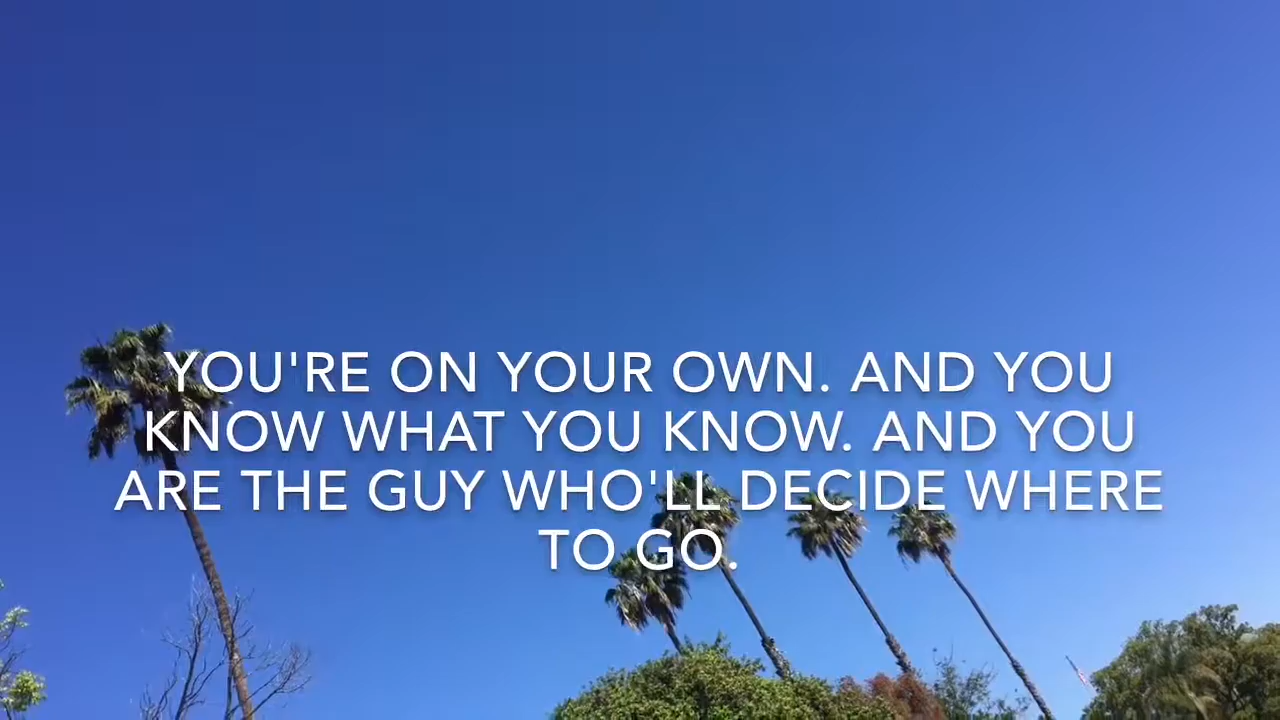 YOU'RE ON YOUR OWN. AND YOU
KNOW WHAT YOU KNOW. AND YOU
ARE THE GUY WHO'LL DECIDE WHERE
TO GO.